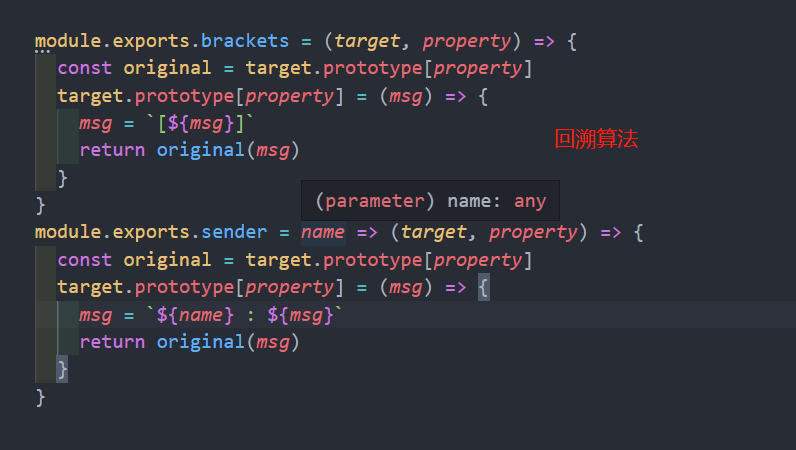 module.exports.brackets = (target, property) => {
const original = target.prototype[property]
target.prototype[property] = (msg) => {
msg = `[${msg}]`
回溯算法
return original(msg)
}
(parameter) name: any
}
module.exports.sender = name => (target, property) => {
const original = target.prototype[property]
target.prototype[property] = (msg) => {
msg = `${name} : ${msg}`
return original(msg)
}
}